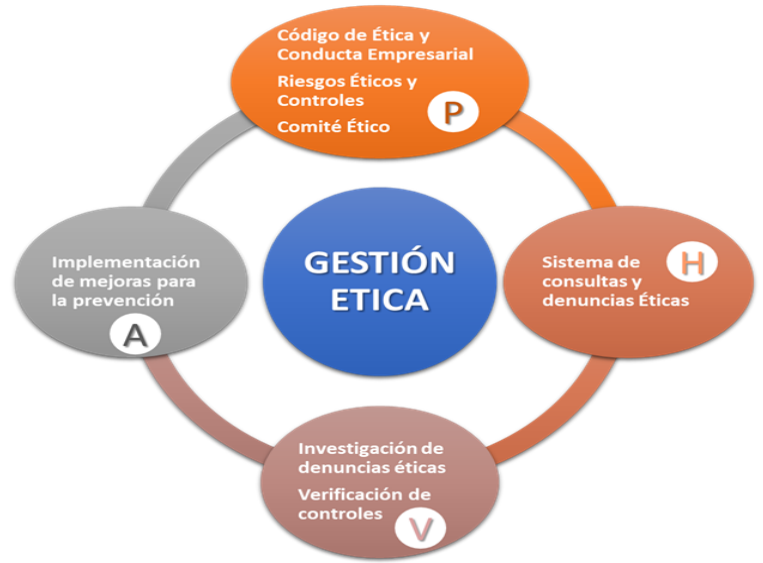 Código de Ética y
Conducta Empresarial
Riesgos Éticos y
Controles
Comité Ético
P
Sistema de
consultas y
denuncias Éticas
H
GESTIÓN
ETICA
Investigación de
denuncias éticas
Verificación de
controles
V
Implementación
de mejoras para
la prevención
A